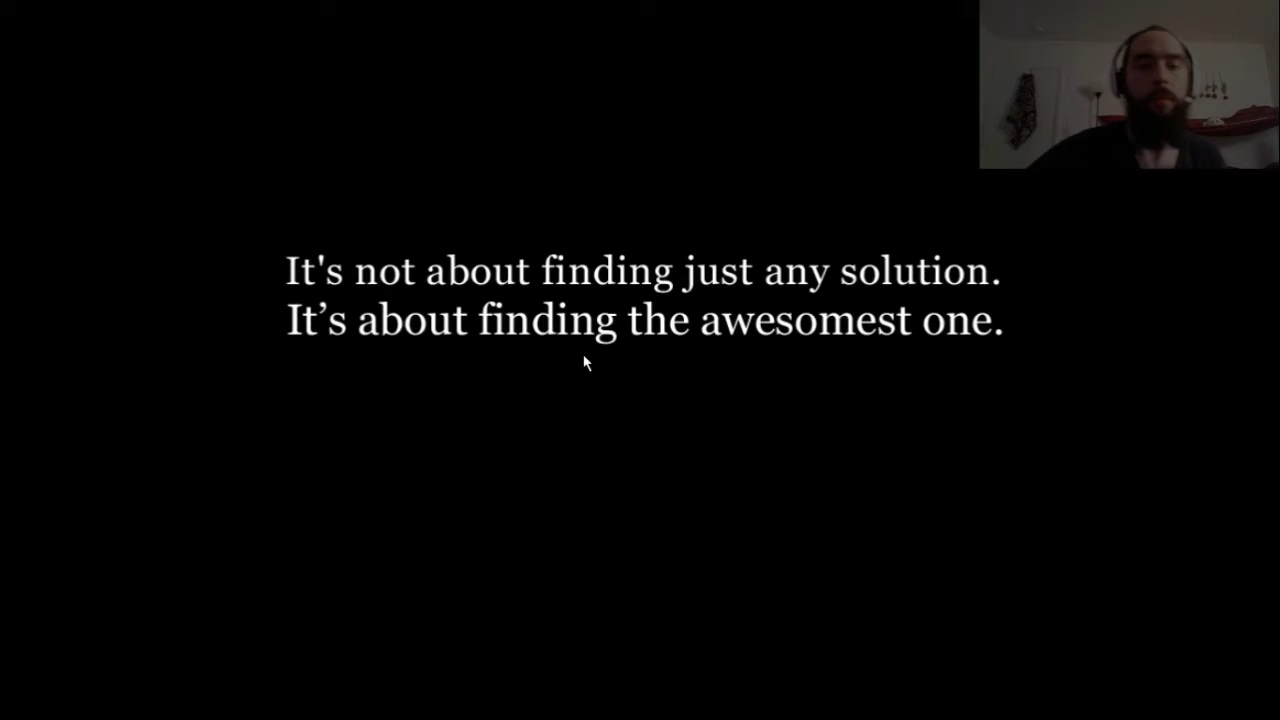 It's not about finding just any solution.
It’s about finding the awesomest one.